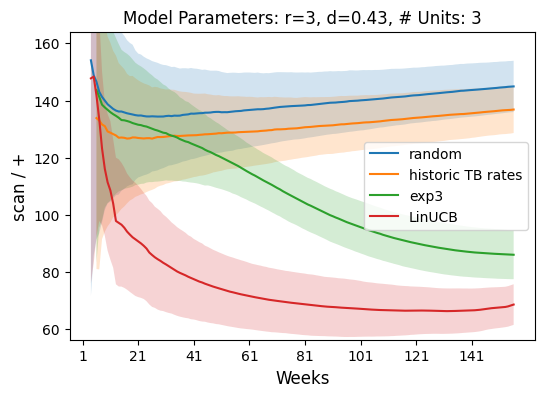 Model Parameters: r=3, d=0.43, # Units: 3
scan / +
160
140
120
100
80
60
random
historic TB rates
exp3
LinUCB
1 21 41 61 81 101 121 141
Weeks